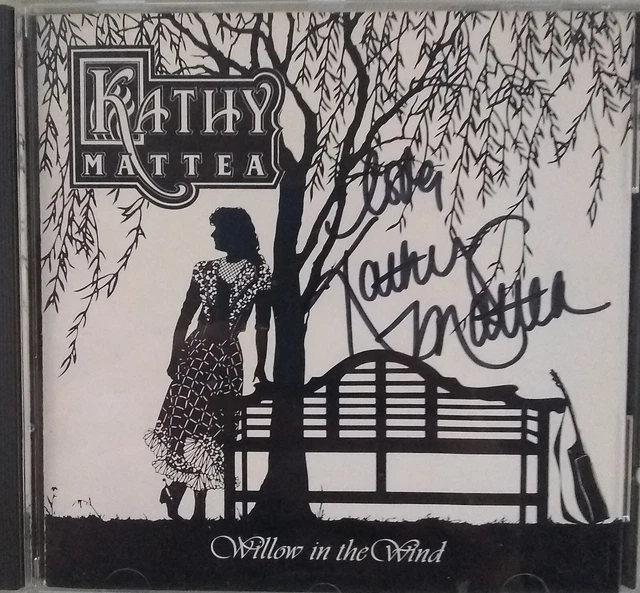 KATHY
MATTEA
Love,
Kathy
Mattea
Willow in the Wind